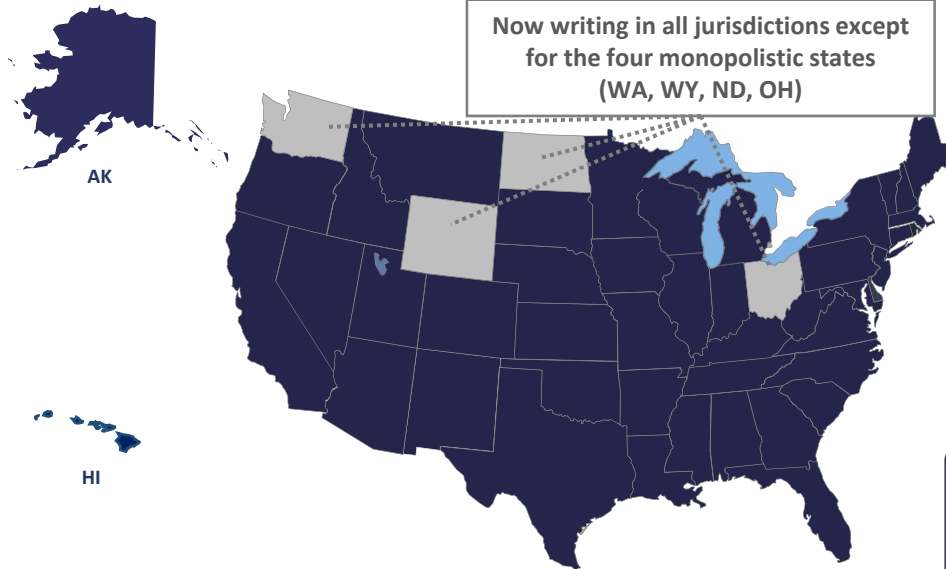 Now writing in all jurisdictions except
for the four monopolistic states
(WA, WY, ND, OH)
AK
HI